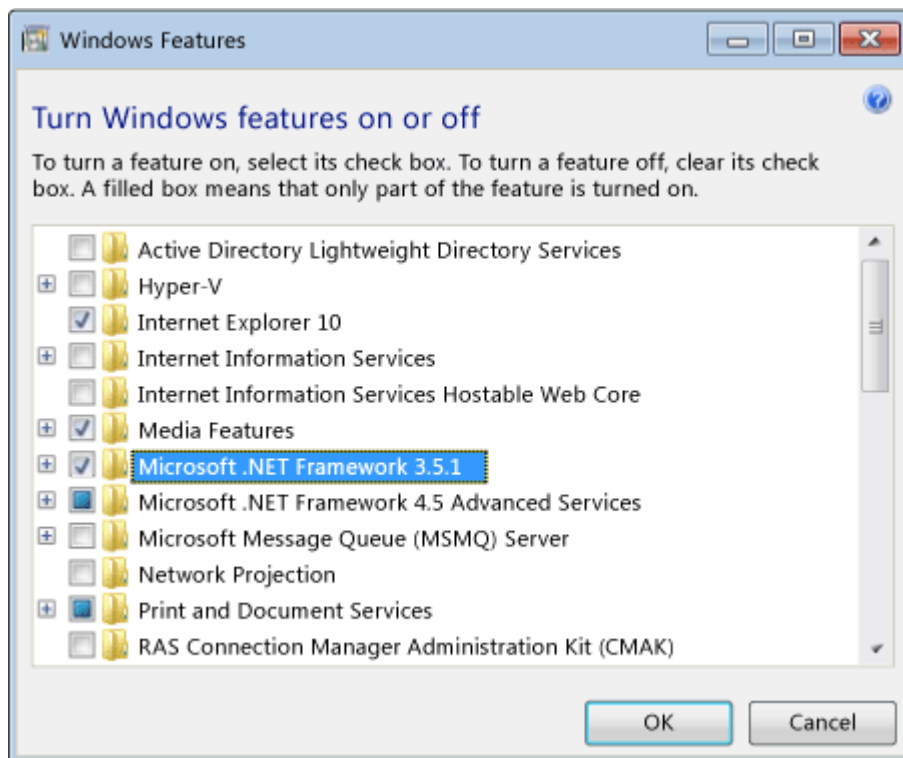 Windows Features
Turn Windows features on or off
To turn a feature on, select its check box. To turn a feature off, clear its check
box. A filled box means that only part of the feature is turned on.
Active Directory Lightweight Directory Services
Hyper-V
Internet Explorer 10
Internet Information Services
Internet Information Services Hostable Web Core
Media Features
Microsoft .NET Framework 3.5.1
Microsoft .NET Framework 4.5 Advanced Services
Microsoft Message Queue (MSMQ) Server
Network Projection
Print and Document Services
RAS Connection Manager Administration Kit (CMAK)
OK Cancel